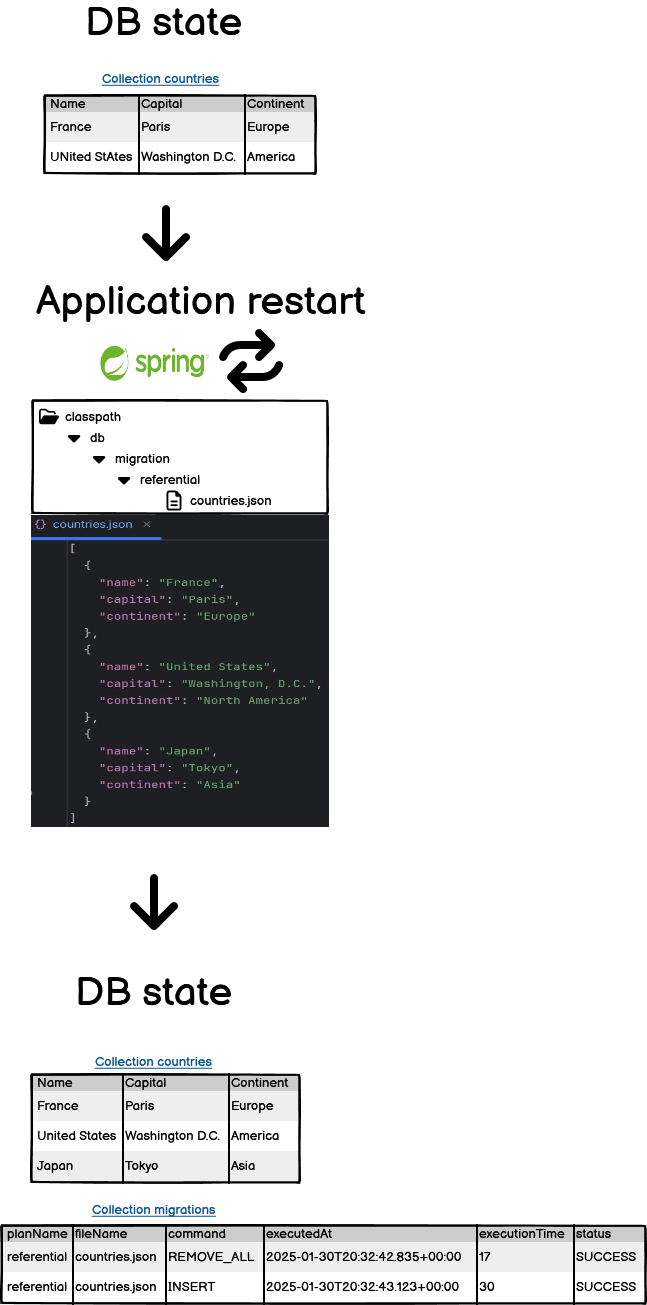 DB state
Collection countries
Name Capital Continent
France Paris Europe
UNited StAtes Washington D.C. America
Application restart
spring
classpath
db
migration
referential
countries.json
{} countries.json ×
[
{
"name": "France",
"capital": "Paris",
"continent": "Europe"
},
{
"name": "United States",
"capital": "Washington, D.C.",
"continent": "North America"
},
{
"name": "Japan",
"capital": "Tokyo",
"continent": "Asia"
}
]
DB state
Collection countries
Name Capital Continent
France Paris Europe
United States Washington D.C. America
Japan Tokyo Asia
Collection migrations
planName fileName command executedAt executionTime status
referential countries.json REMOVE_ALL 2025-01-30T20:32:42.835+00:00 17 SUCCESS
referential countries.json INSERT 2025-01-30T20:32:43.123+00:00 30 SUCCESS